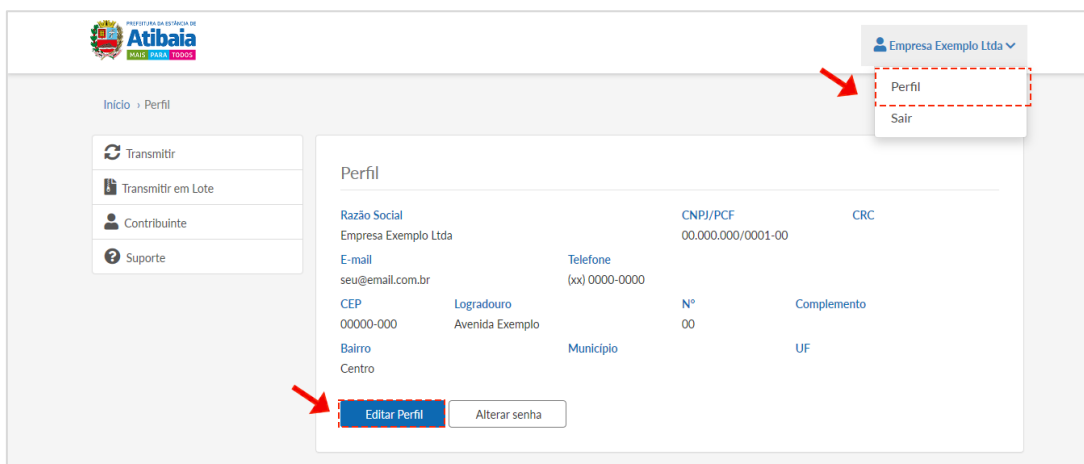 PREFEITURA DA ESTÂNCIA DE
Atibaia
MAIS PARA TODOS
Empresa Exemplo Ltda
Perfil
Sair
Início › Perfil
Transmitir
Transmitir em Lote
Contribuinte
Suporte
Perfil
Razão Social CNPJ/PCF CRC
Empresa Exemplo Ltda 00.000.000/0001-00
E-mail Telefone
seu@email.com.br (xx) 0000-0000
CEP Logradouro N° Complemento
00000-000 Avenida Exemplo 00
Bairro Município UF
Centro
Editar Perfil Alterar senha